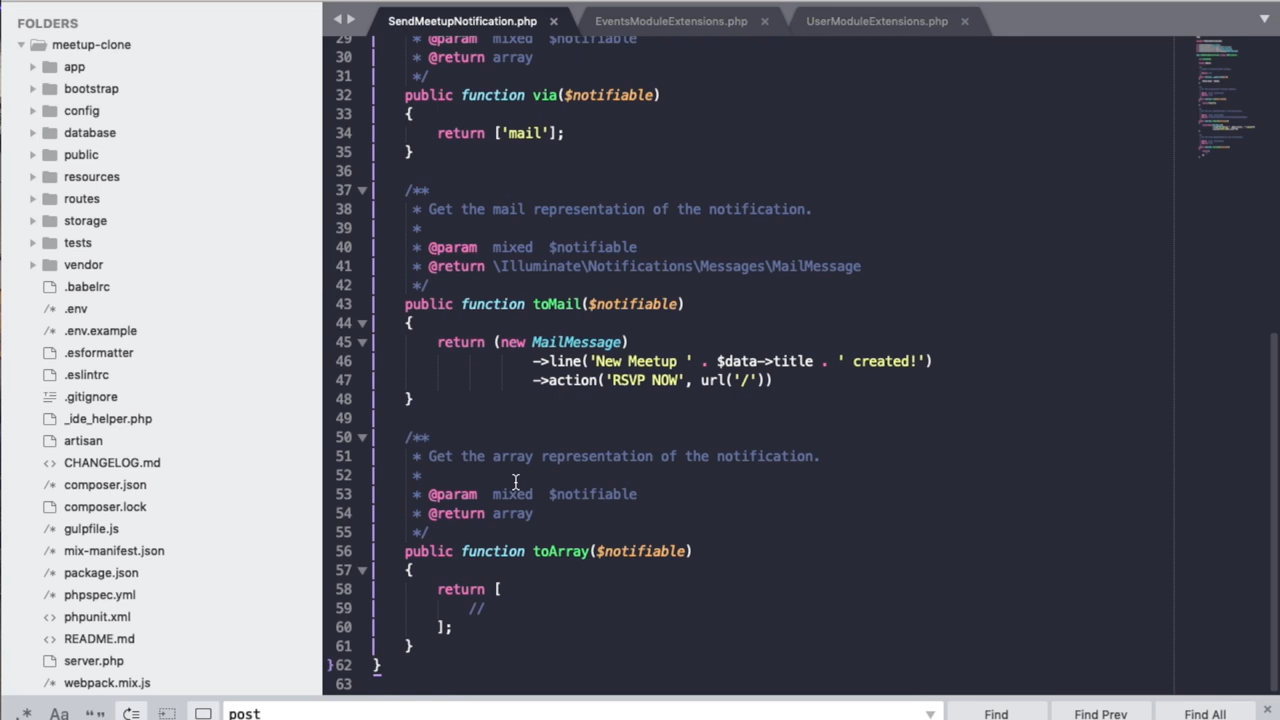 FOLDERS
meetup-clone
app
bootstrap
config
database
public
resources
routes
storage
tests
vendor
.babelrc
/* .env
/* .env.example
.esformatter
/* .eslintrc
.gitignore
/* _ide_helper.php
artisan
<> CHANGELOG.md
/* composer.json
composer.lock
/* gulpfile.js
/* mix-manifest.json
/* package.json
/* phpspec.yml
<> phpunit.xml
<> README.md
/* server.php
/* webpack.mix.js
SendMeetupNotification.php × EventsModuleExtensions.php × UserModuleExtensions.php ×
29 * @param mixed $notifiable
30 * @return array
31 */
32 public function via($notifiable)
33 {
34 return ['mail'];
35 }
36
37 /**
38 * Get the mail representation of the notification.
39 *
40 * @param mixed $notifiable
41 * @return \Illuminate\Notifications\Messages\MailMessage
42 */
43 public function toMail($notifiable)
44 {
45 return (new MailMessage)
46 ->line('New Meetup ' . $data->title . ' created!')
47 ->action('RSVP NOW', url('/'))
48 }
49
50 /**
51 * Get the array representation of the notification.
52 *
53 * @param mixed $notifiable
54 * @return array
55 */
56 public function toArray($notifiable)
57 {
58 return [
59 //
60 ];
61 }
}62 }
63
.* Aa “” post Find Find Prev Find All ×